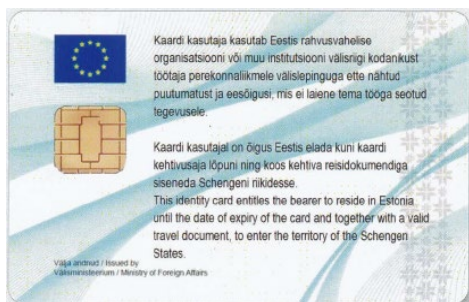 Kaardi kasutaja kasutab Eestis rahvusvahelise
organisatsiooni või muu institutsiooni välisriigi kodanikust
töötaja perekonnaliikmele välislepinguga ette nähtud
puutumatust ja eesõigusi, mis ei laiene tema tööga seotud
tegevusele.
Kaardi kasutajal on õigus Eestis elada kuni kaardi
kehtivusaja lõpuni ning koos kehtiva reisidokumendiga
siseneda Schengeni riikidesse.
This identity card entitles the bearer to reside in Estonia
until the date of expiry of the card and together with a valid
travel document, to enter the territory of the Schengen
States.
Välja andnud / Issued by
Välisministeerium / Ministry of Foreign Affairs